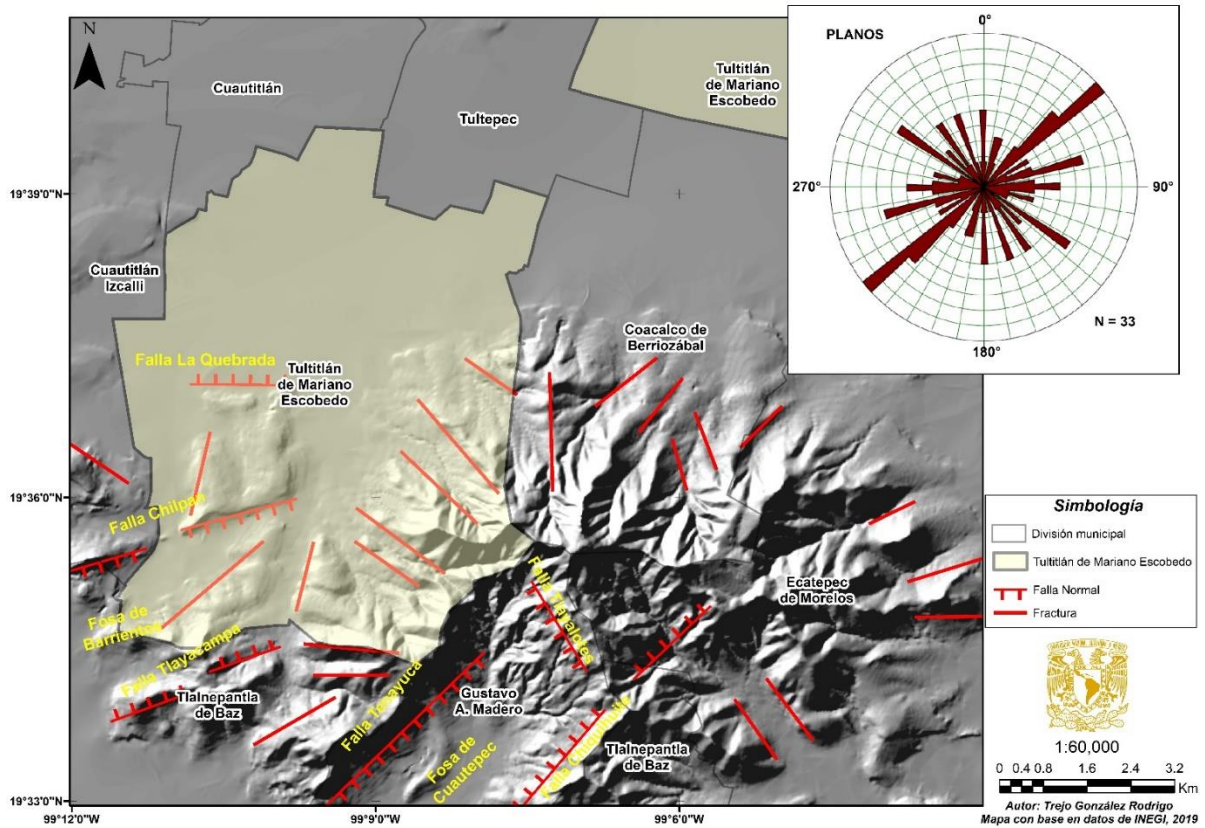 N
Cuautitlán
Tultepec
Tultitlán
de Mariano
Escobedo
PLANOS
0°
270°
90°
180°
N = 33
19°39'0"N
Cuautitlán
Izcalli
Falla La Quebrada
Tultitlán
de Mariano
Escobedo
Coacalco de
Berriozábal
19°36'0"N
Falla Chilpan
Fosa de
Barrientos
Falla Tlayacampa
Tlalnepantla
de Baz
Falla Tenayuca
Gustavo
A. Madero
Fosa de
Cuautepec
Ecatepec
de Morelos
Tlalnepantla
de Baz
19°33'0"N
99°12'0"W
99°9'0"W
99°6'0"W
Simbología
División municipal
Tultitlán de Mariano Escobedo
Falla Normal
Fractura
1:60,000
0 0.4 0.8 1.6 2.4 3.2
Km
Autor: Trejo González Rodrigo
Mapa con base en datos de INEGI, 2019